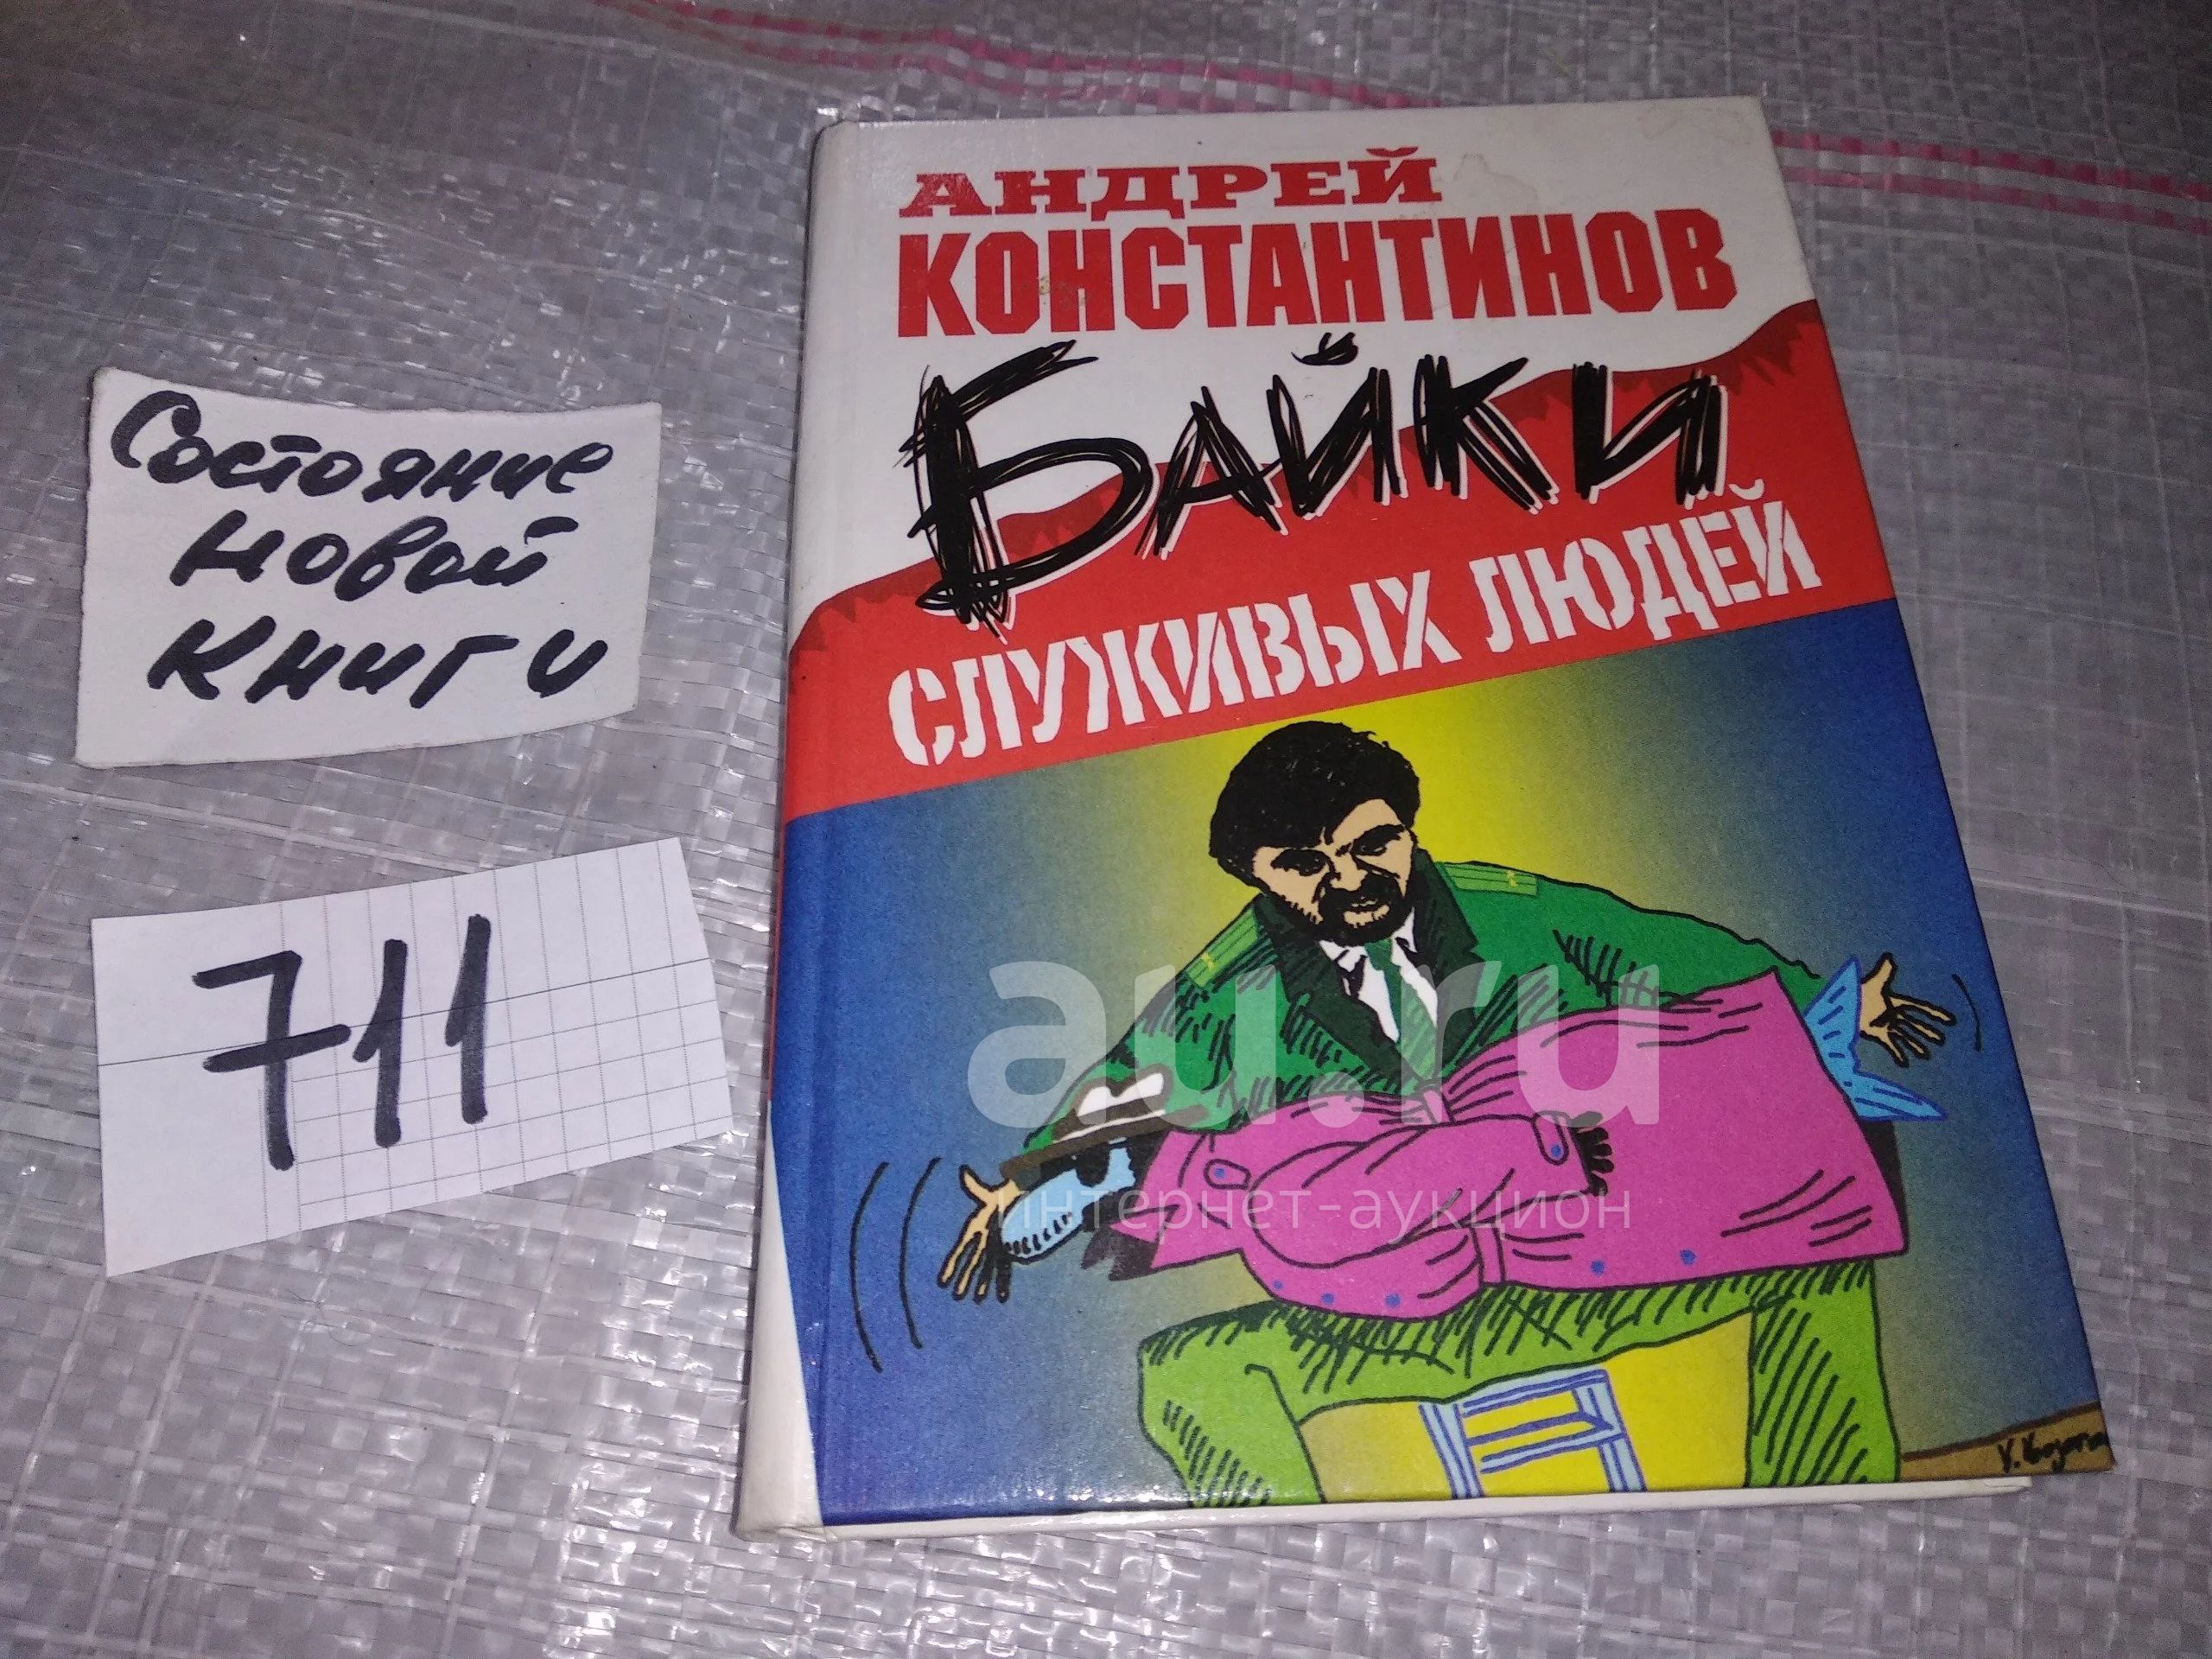 АНДРЕЙ
КОНСТАНТИНОВ
БАЙКИ
СЛУЖИВЫХ ЛЮДЕЙ
Состояние
новой
книги
711
au.ru
интернет-аукцион